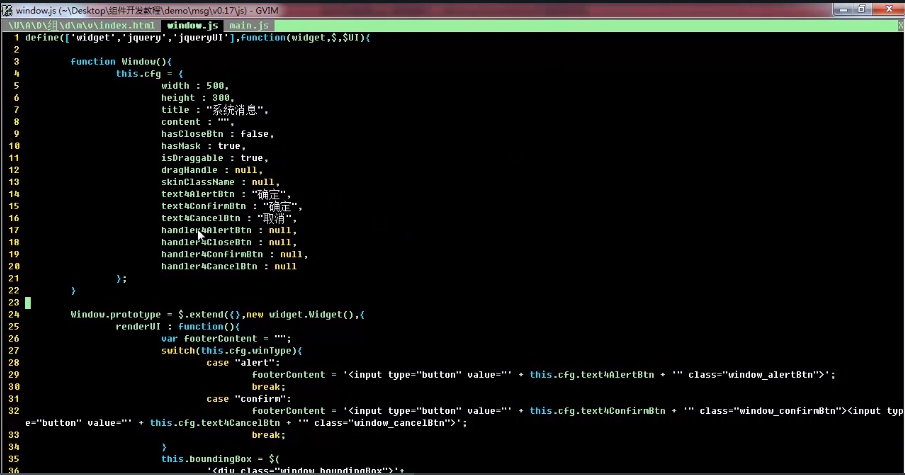 window.js (~\Desktop\组件开发教程\demo\msg\v0.17\js) - GVIM
\U\A\D\组\d\m\v\index.html window.js main.js X
1 define(['widget','jquery','jqueryUI'],function(widget,$,$UI){
2
3 function Window(){
4 this.cfg = {
5 width : 500,
6 height : 300,
7 title : "系统消息",
8 content : "",
9 hasCloseBtn : false,
10 hasMask : true,
11 isDraggable : true,
12 dragHandle : null,
13 skinClassName : null,
14 text4AlertBtn : "确定",
15 text4ConfirmBtn : "确定",
16 text4CancelBtn : "取消",
17 handler4AlertBtn : null,
18 handler4CloseBtn : null,
19 handler4ConfirmBtn : null,
20 handler4CancelBtn : null
21 };
22 }
23
24 Window.prototype = $.extend({},new widget.Widget(),{
25 renderUI : function(){
26 var footerContent = "";
27 switch(this.cfg.winType){
28 case "alert":
29 footerContent = '<input type="button" value="' + this.cfg.text4AlertBtn + '" class="window_alertBtn">';
30 break;
31 case "confirm":
32 footerContent = '<input type="button" value="' + this.cfg.text4ConfirmBtn + '" class="window_confirmBtn"><input typ
e="button" value="' + this.cfg.text4CancelBtn + '" class="window_cancelBtn">';
33 break;
34 }
35 this.boundingBox = $(
36 '<div class="window_boundingBox">'+